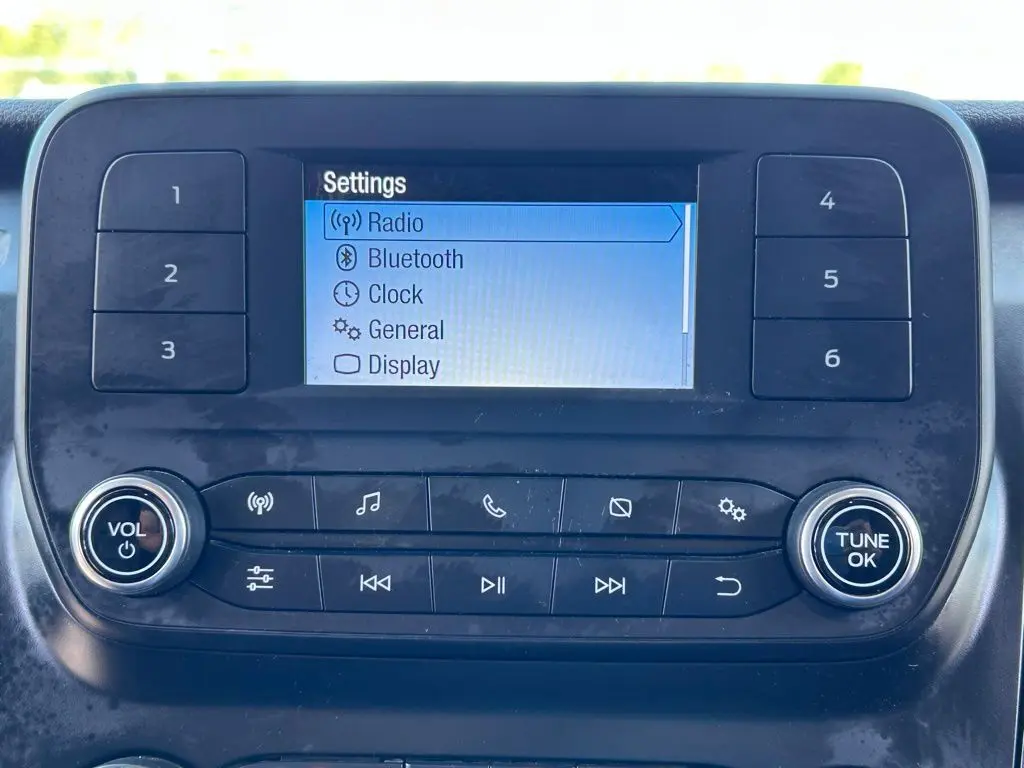 Settings
Radio
Bluetooth
Clock
General
Display
1
2
3
4
5
6
VOL
TUNE
OK